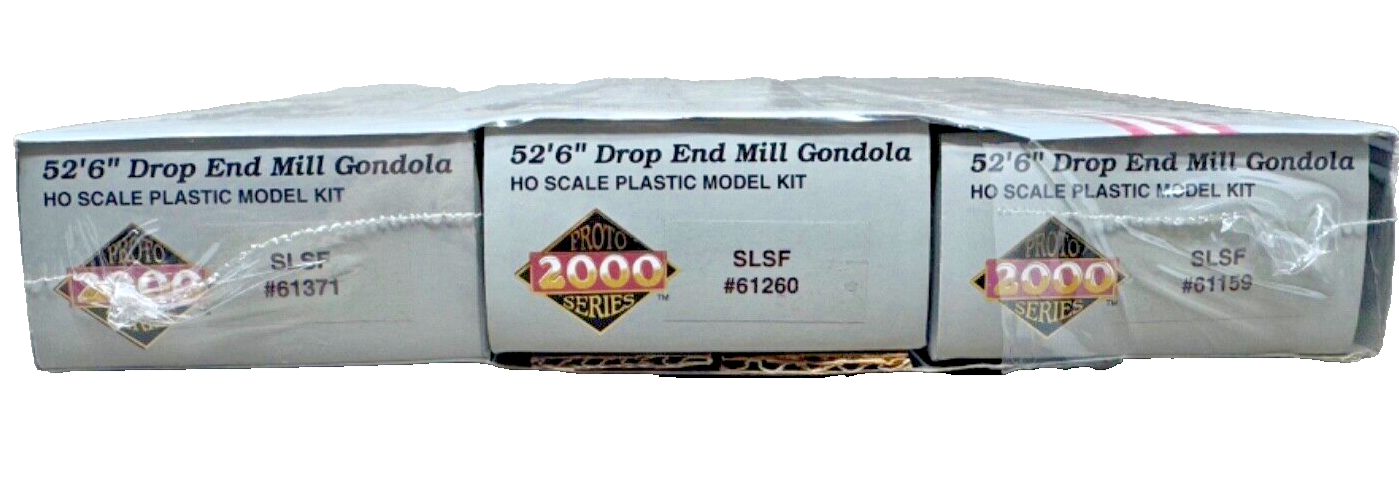 52'6" Drop End Mill Gondola
HO SCALE PLASTIC MODEL KIT
PROTO
2000
SLSF
#61371
52'6" Drop End Mill Gondola
HO SCALE PLASTIC MODEL KIT
PROTO
2000
SERIES
TM
SLSF
#61260
52'6" Drop End Mill Gondola
HO SCALE PLASTIC MODEL KIT
PROTO
2000
SERIES
TM
SLSF
#61159